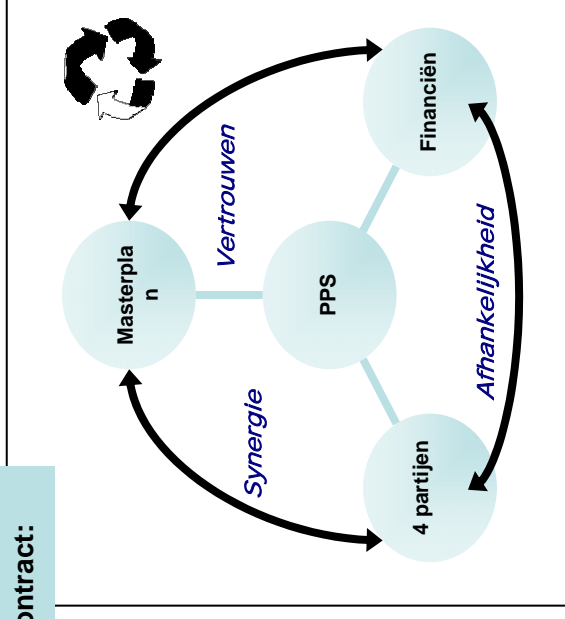 ontract:
Masterpla
n
Vertrouwen
Synergie
PPS
Financiën
4 partijen
Afhankelijkheid